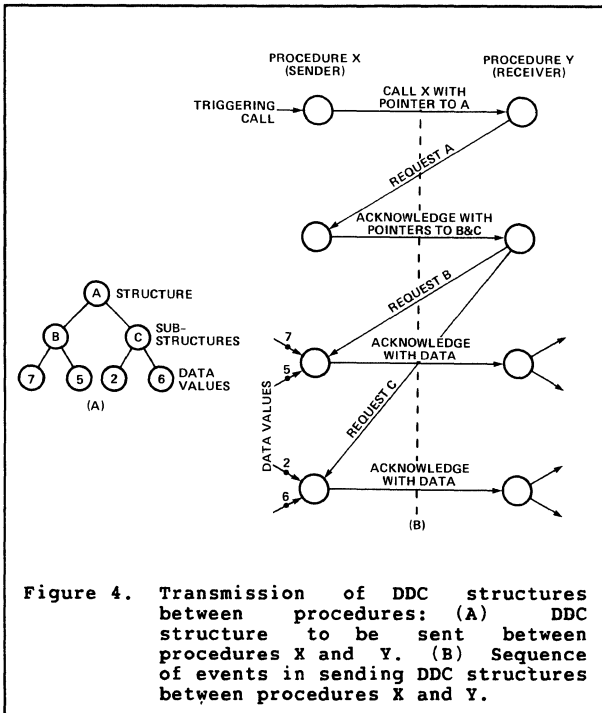 PROCEDURE X
(SENDER)
PROCEDURE Y
(RECEIVER)
TRIGGERING
CALL
CALL X WITH
POINTER TO A
REQUEST A
ACKNOWLEDGE WITH
POINTERS TO B&C
REQUEST B
A
STRUCTURE
B
C
SUB-
STRUCTURES
7
5
2
6
DATA
VALUES
(A)
7
5
ACKNOWLEDGE
WITH DATA
REQUEST C
DATA VALUES
2
6
ACKNOWLEDGE
WITH DATA
(B)
Figure 4. Transmission of DDC structures
between procedures: (A) DDC
structure to be sent between
procedures X and Y. (B) Sequence
of events in sending DDC structures
between procedures X and Y.